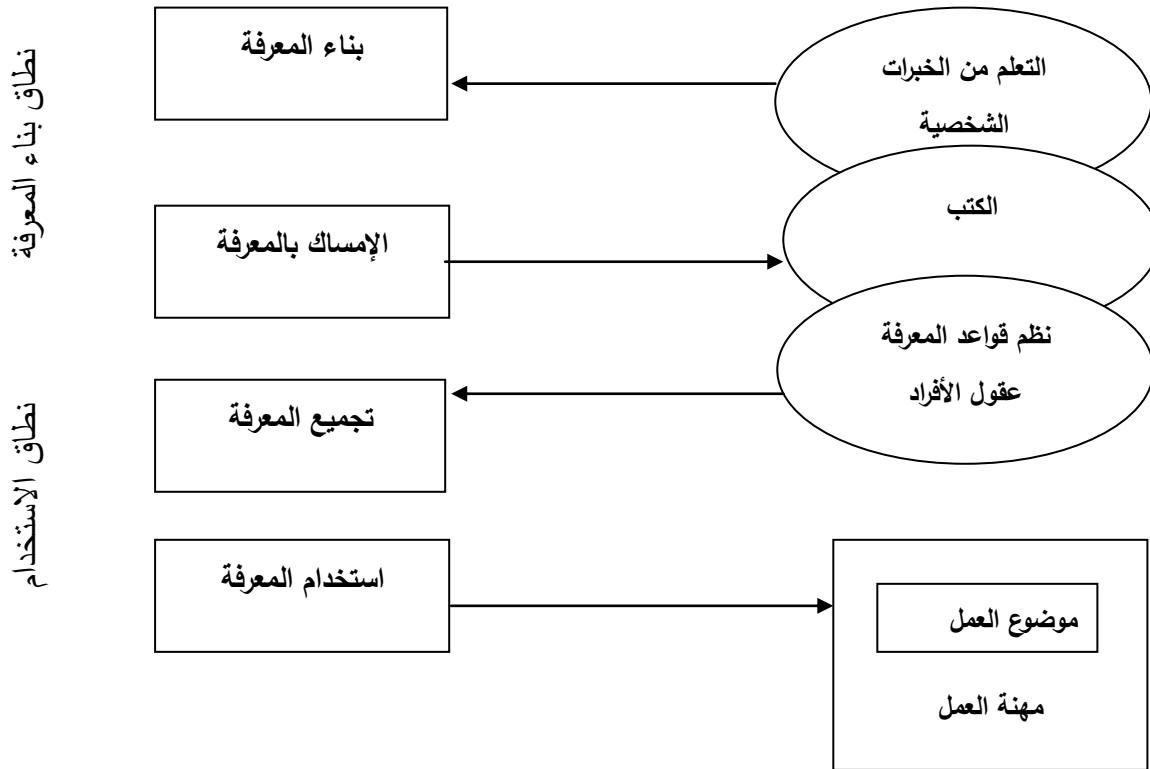 نطاق بناء المعرفة
بناء المعرفة
التعلم من الخبرات
الشخصية
الإمساك بالمعرفة
الكتب
نظم قواعد المعرفة
عقول الأفراد
نطاق الاستخدام
تجميع المعرفة
استخدام المعرفة
موضوع العمل
مهنة العمل